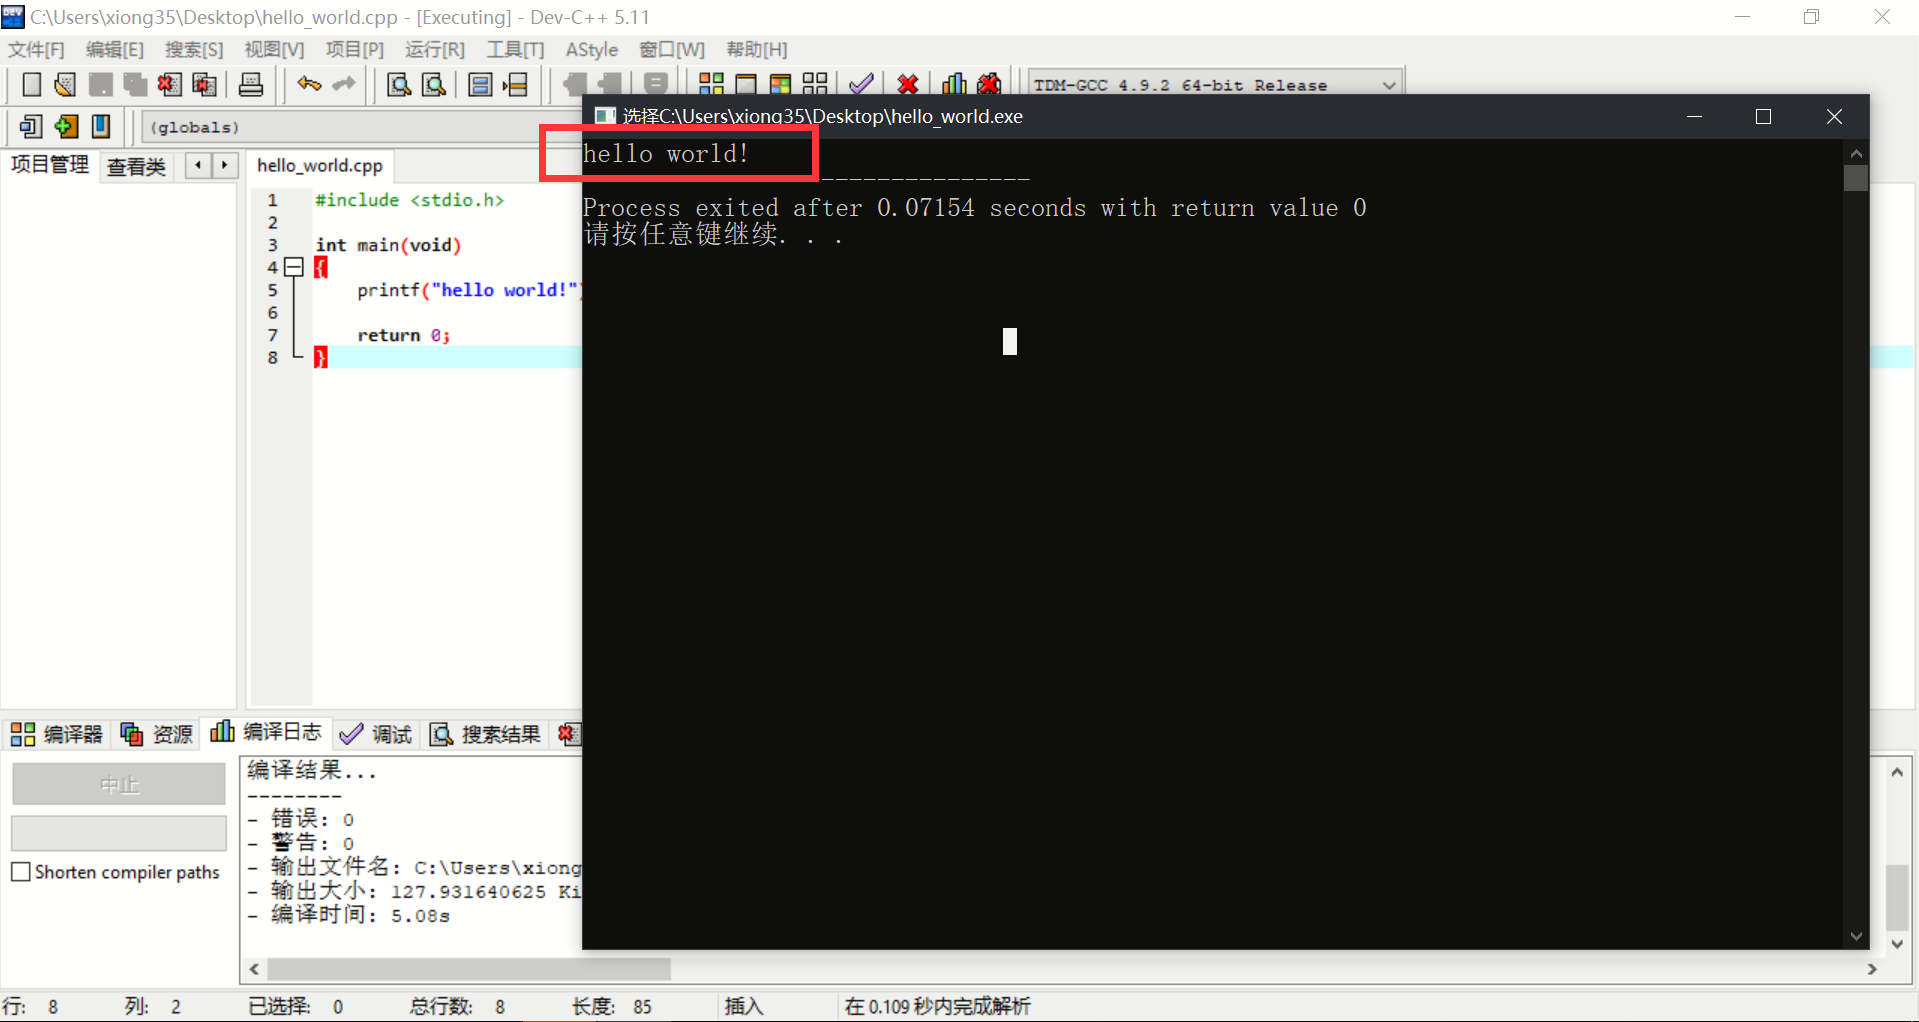 C:\Users\xiong35\Desktop\hello_world.cpp - [Executing] - Dev-C++ 5.11
文件[F] 编辑[E] 搜索[S] 视图[V] 项目[P] 运行[R] 工具[T] AStyle 窗口[W] 帮助[H]
TDM-GCC 4.9.2 64-bit Release
(globals)
项目管理 查看类
hello_world.cpp
1 #include <stdio.h>
2
3 int main(void)
4 {
5 printf("hello world!")
6
7 return 0;
8 }
选择C:\Users\xiong35\Desktop\hello_world.exe
hello world!
---------------
Process exited after 0.07154 seconds with return value 0
请按任意键继续. . .
编译器 资源 编译日志 调试 搜索结果
中止
Shorten compiler paths
编译结果...
--------
- 错误: 0
- 警告: 0
- 输出文件名: C:\Users\xiong
- 输出大小: 127.931640625 Ki
- 编译时间: 5.08s
行: 8 列: 2 已选择: 0 总行数: 8 长度: 85 插入 在 0.109 秒内完成解析